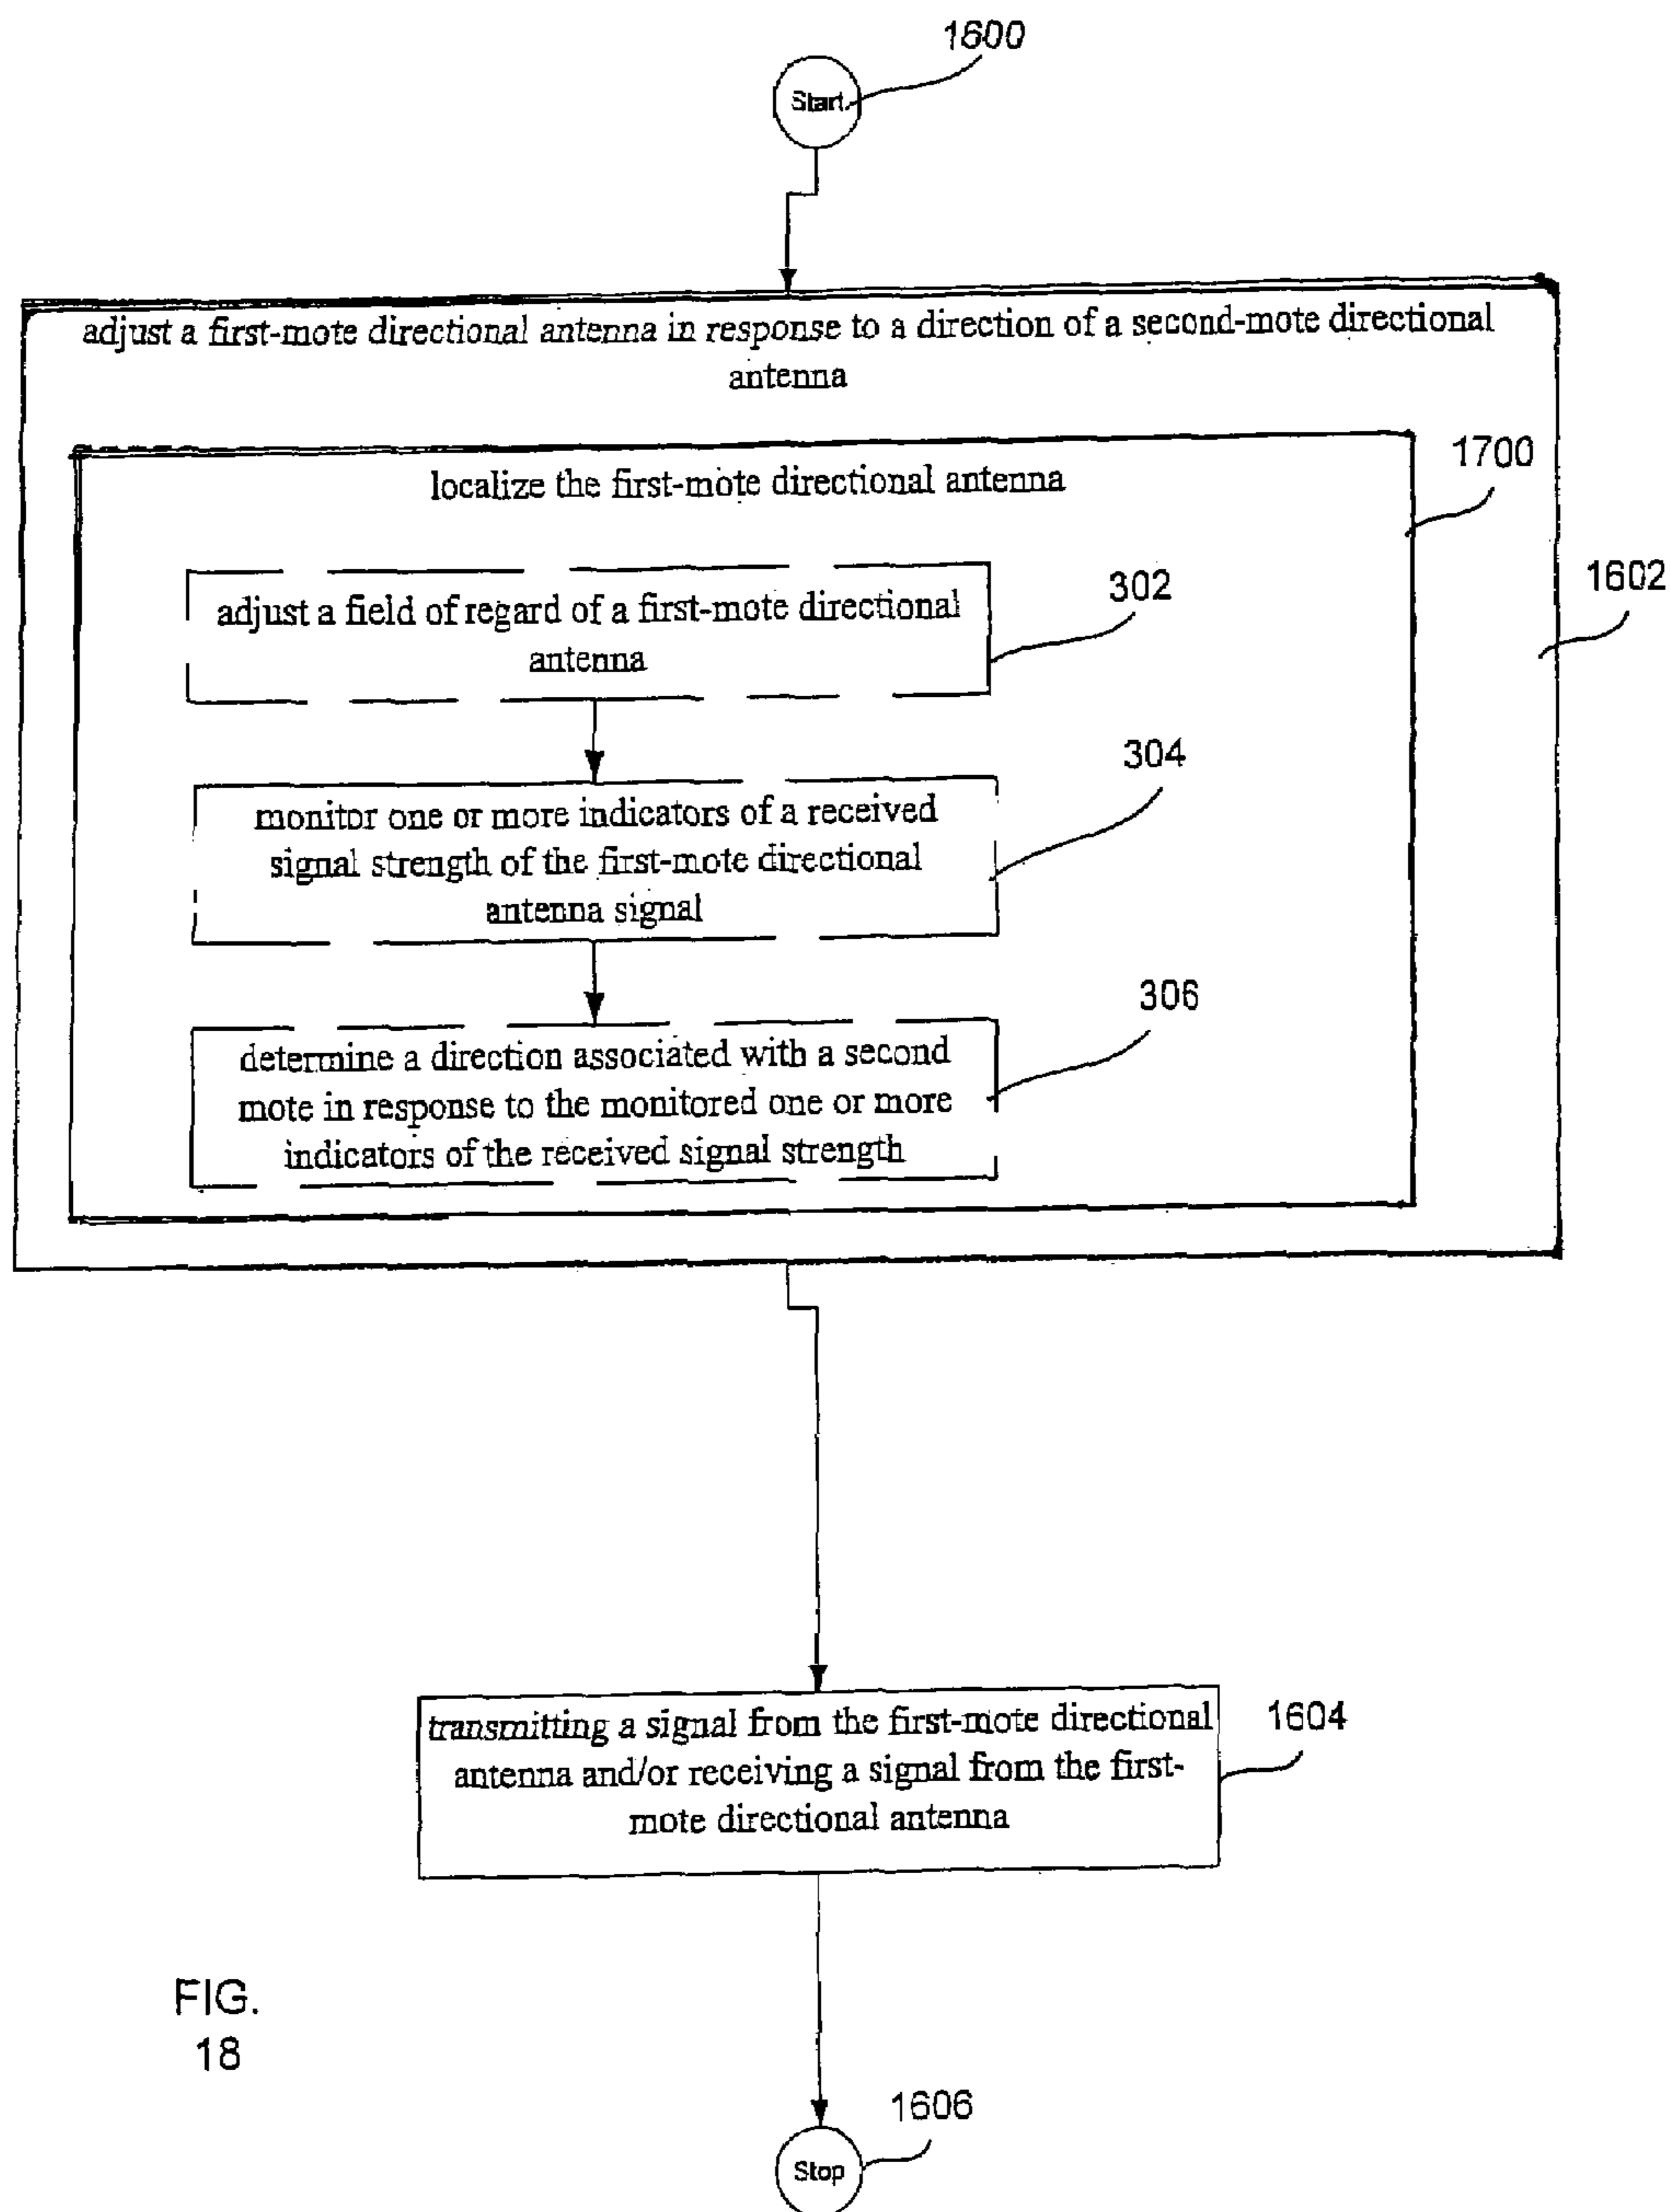 1600
Start
adjust a first-mote directional antenna in response to a direction of a second-mote directional
antenna
1700
localize the first-mote directional antenna
1602
302
adjust a field of regard of a first-mote directional
antenna
304
monitor one or more indicators of a received
signal strength of the first-mote directional
antenna signal
306
determine a direction associated with a second
mote in response to the monitored one or more
indicators of the received signal strength
transmitting a signal from the first-mote directional
antenna and/or receiving a signal from the first-
mote directional antenna
1604
FIG.
18
1606
Stop